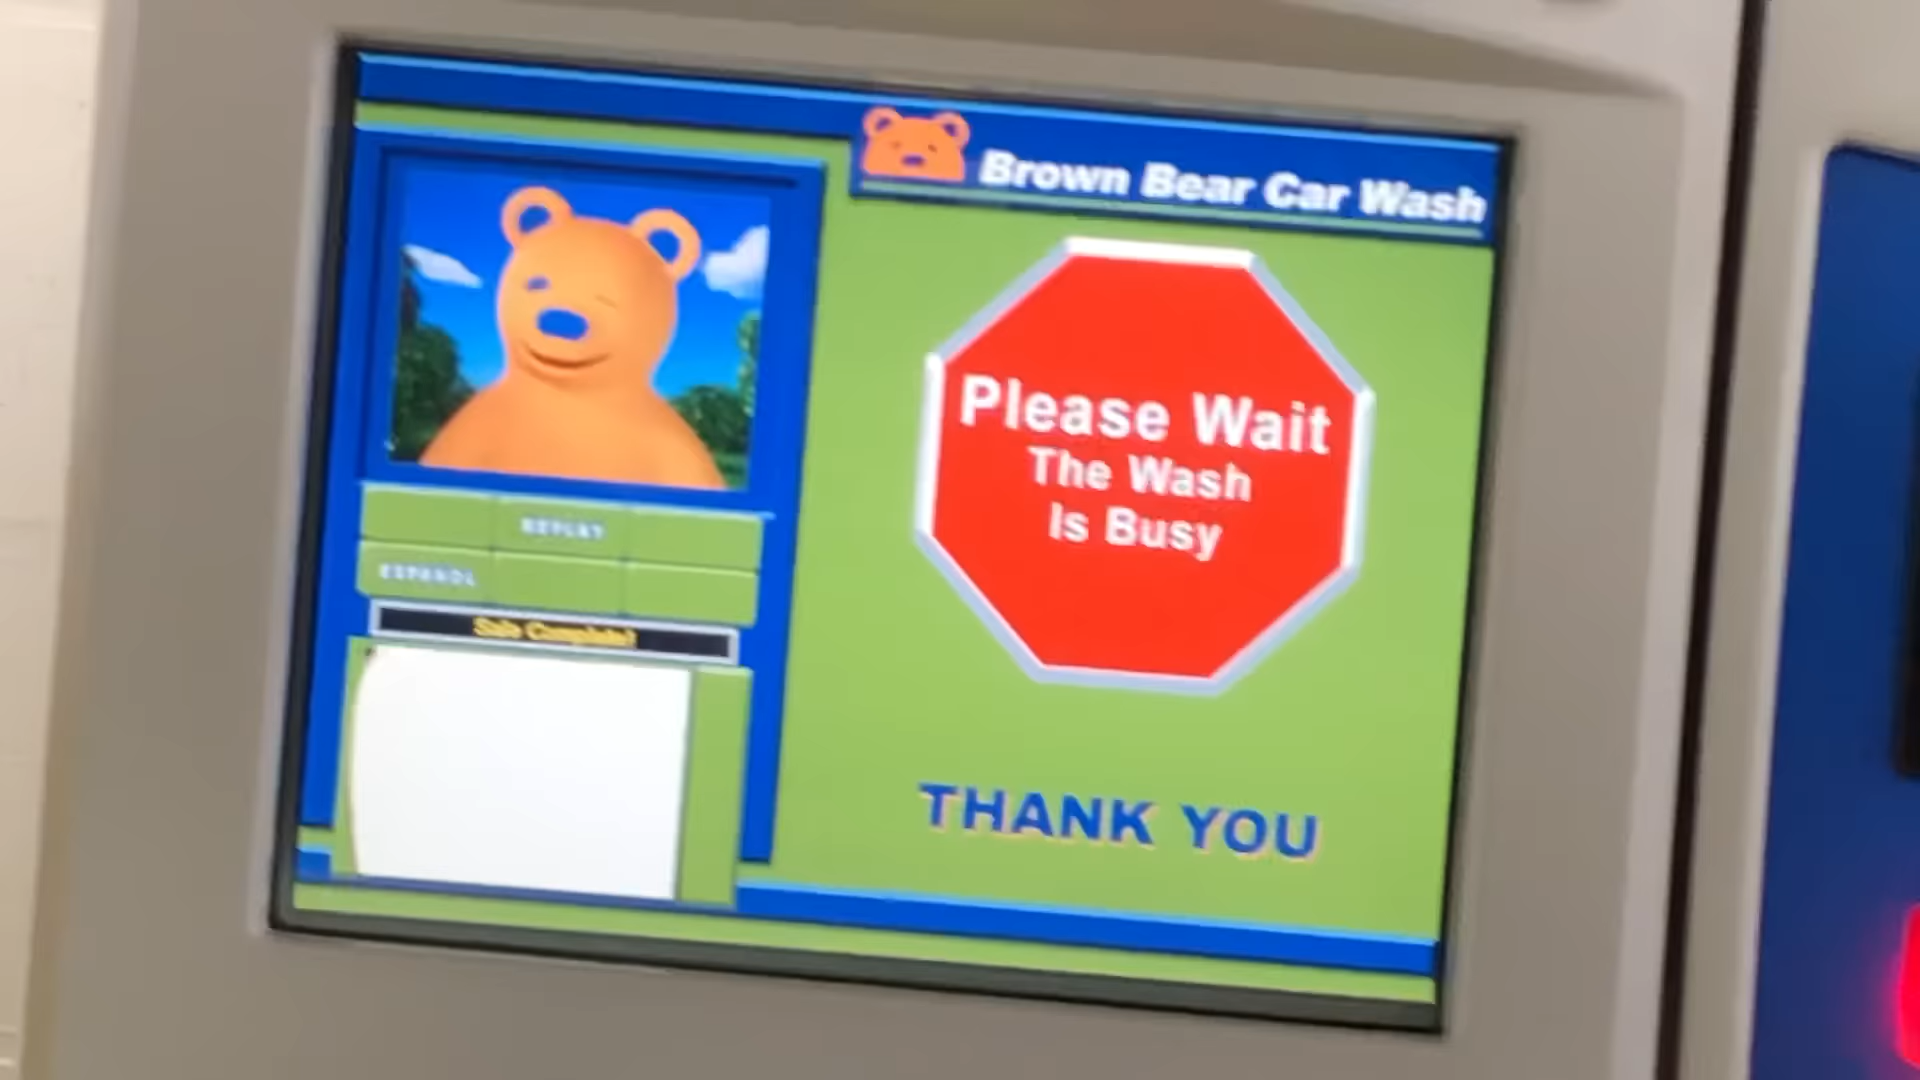 Brown Bear Car Wash
Please Wait
The Wash
Is Busy
REPLAY
ESPANOL
Sale Complete!
THANK YOU